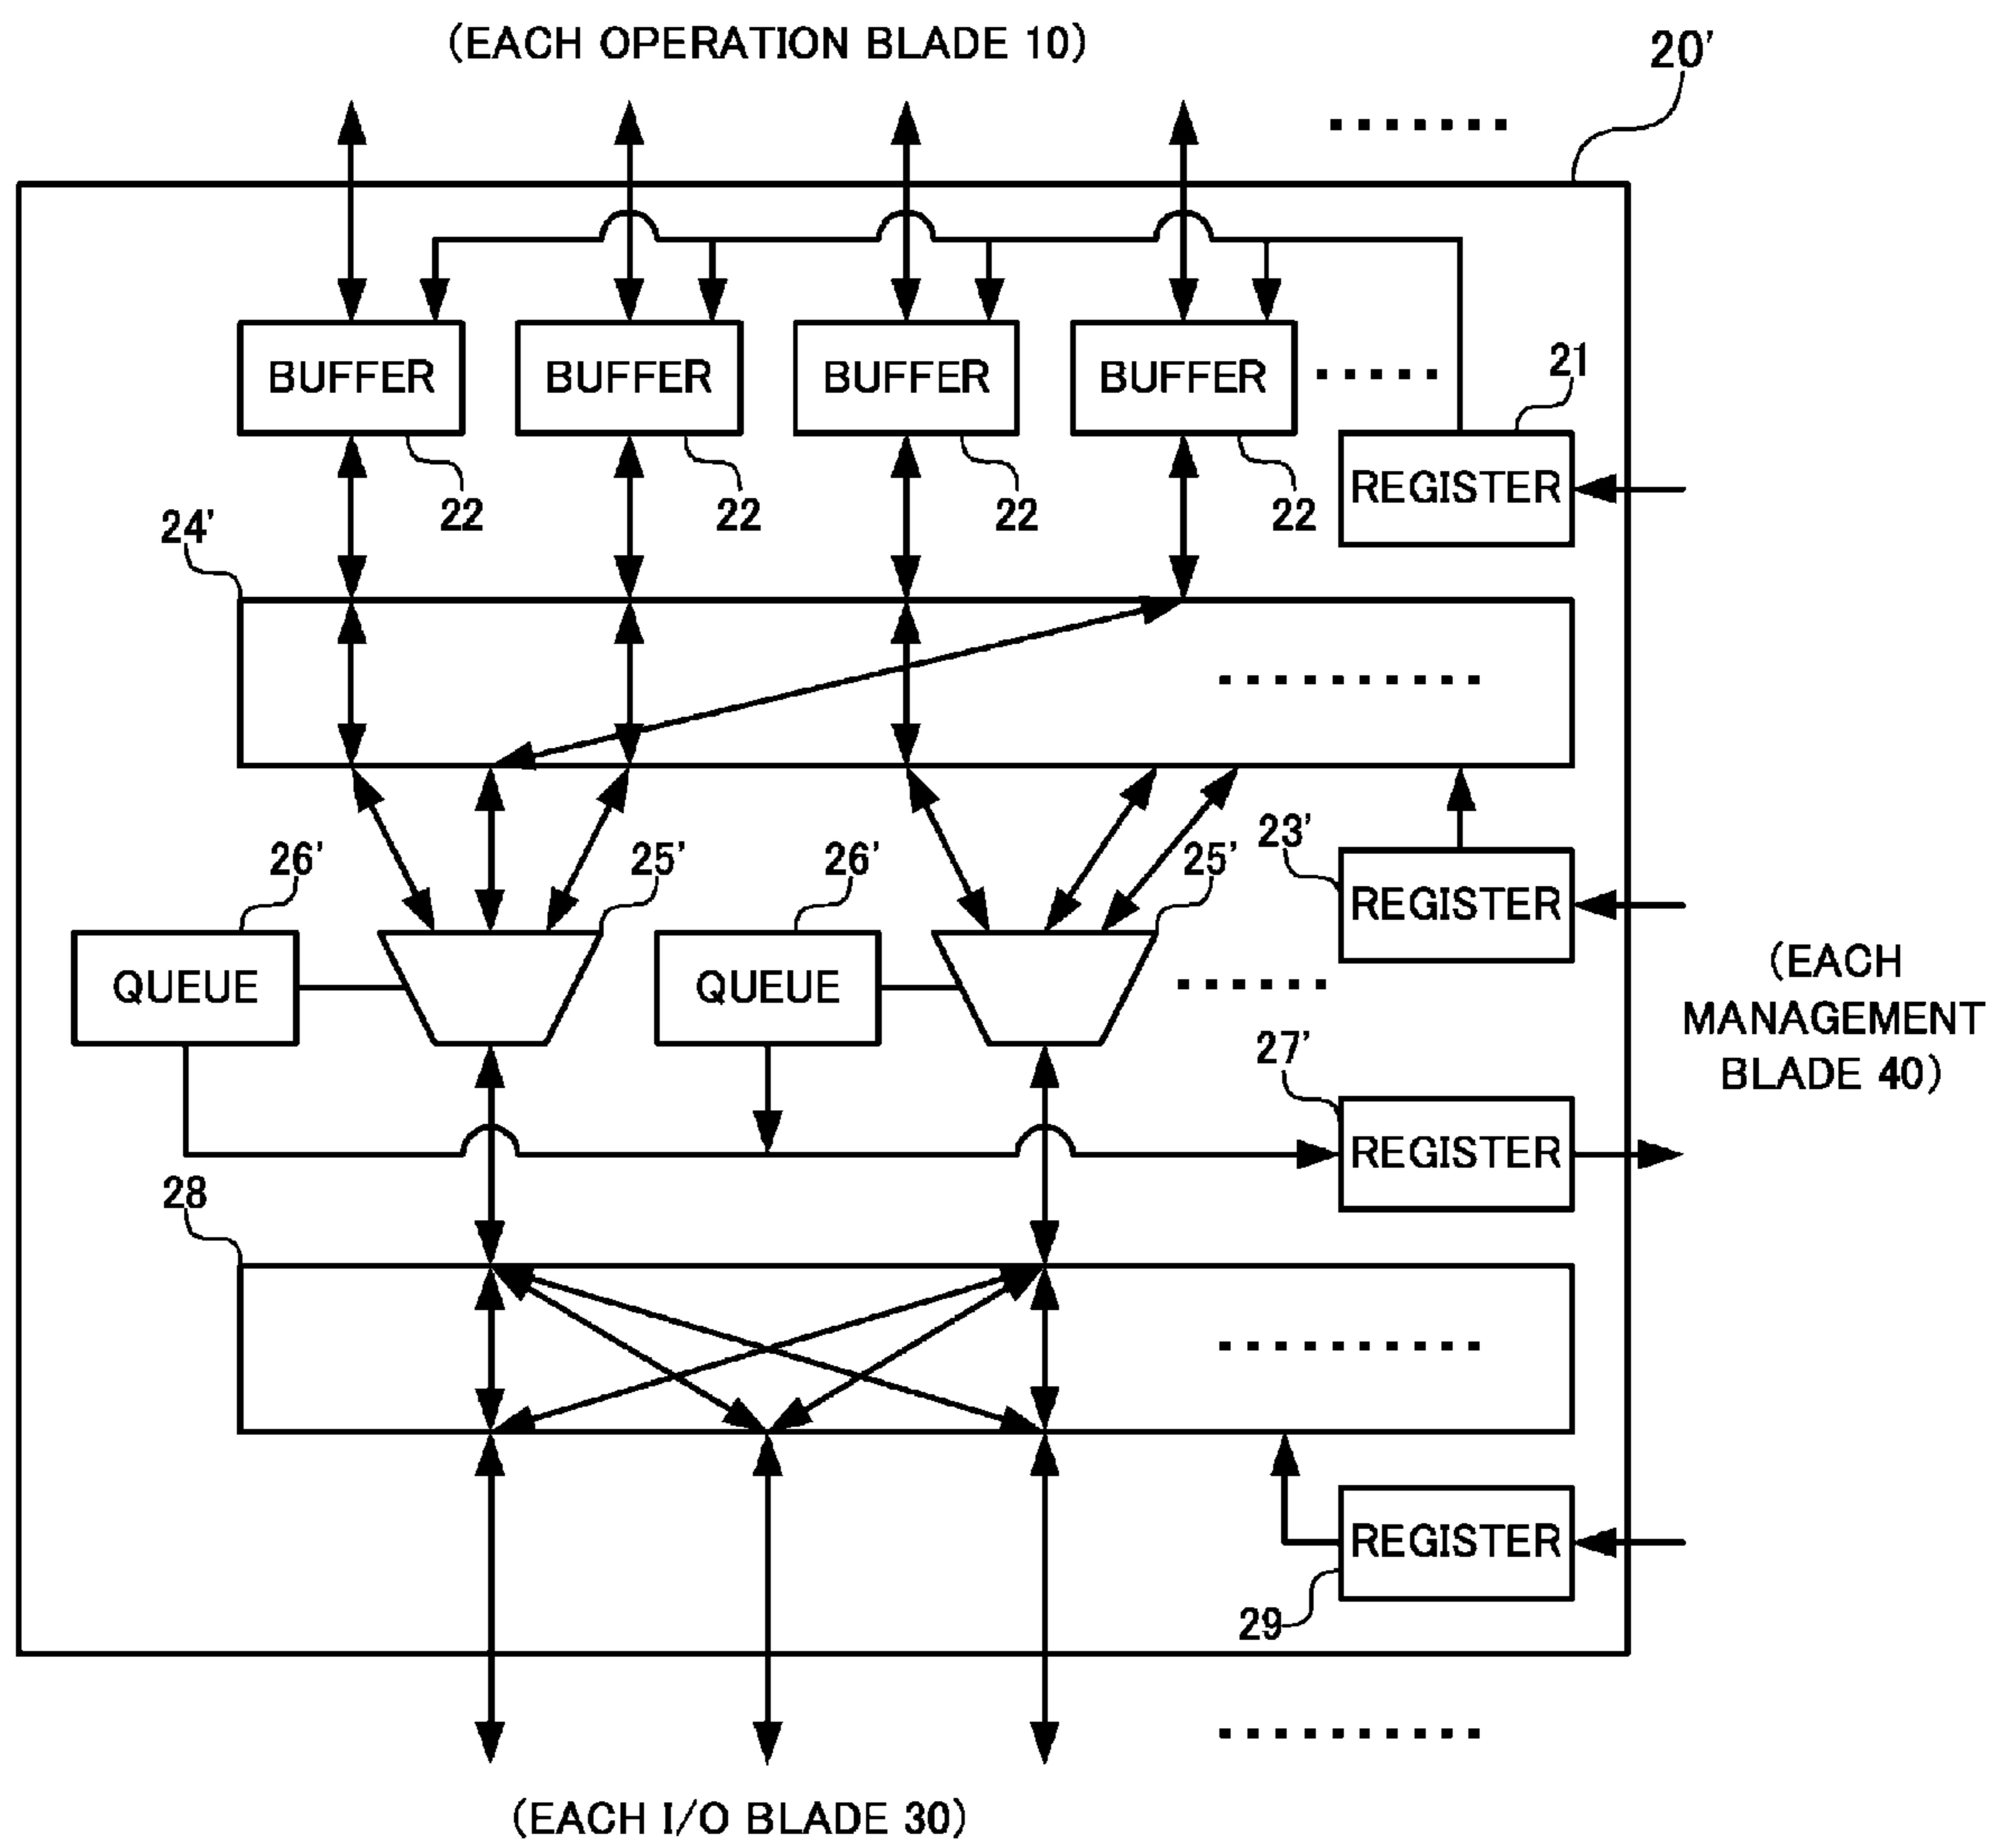 (EACH OPERATION BLADE 10)
20'
BUFFER BUFFER BUFFER BUFFER
21
REGISTER
22 22 22 22
24'
23'
REGISTER
26' 25' 26' 25'
QUEUE QUEUE
(EACH
MANAGEMENT
BLADE 40)
27'
REGISTER
28
REGISTER
29
(EACH I/O BLADE 30)